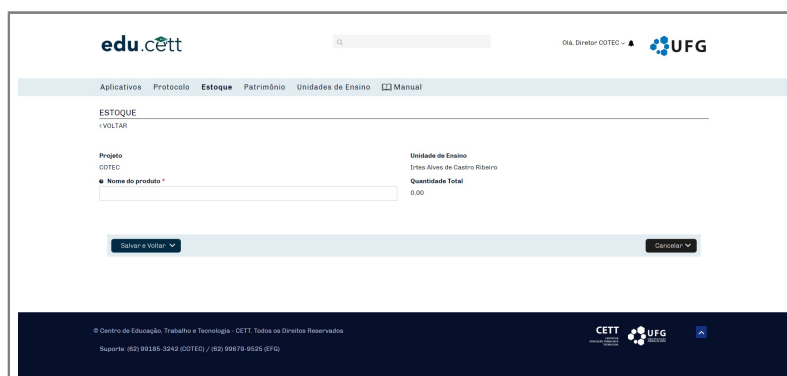 edu.cett
Olá, Diretor COTEC
UFG
Aplicativos Protocolo Estoque Patrimônio Unidades de Ensino Manual
ESTOQUE
‹ VOLTAR
Projeto
COTEC
Unidade de Ensino
Irtes Alves de Castro Ribeiro
Nome do produto *
Quantidade Total
0,00
Salvar e Voltar
Cancelar
© Centro de Educação, Trabalho e Tecnologia - CETT. Todos os Direitos Reservados
Suporte: (62) 99185-3242 (COTEC) / (62) 99679-9525 (EFG)
CETT
UFG